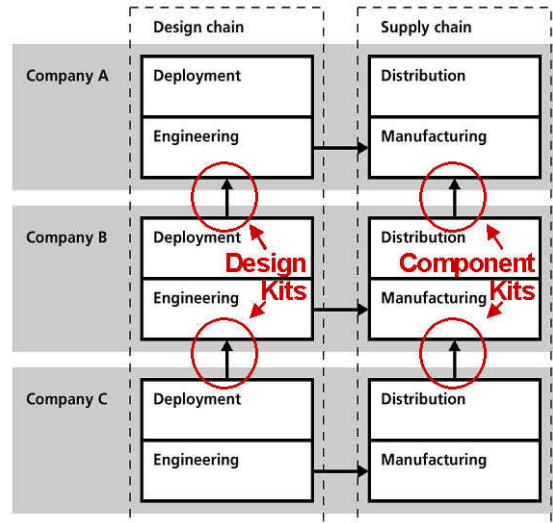 Design chain
Supply chain
Company A
Deployment
Distribution
Engineering
Manufacturing
Company B
Deployment
Distribution
Design
Kits
Component
Kits
Engineering
Manufacturing
Company C
Deployment
Distribution
Engineering
Manufacturing